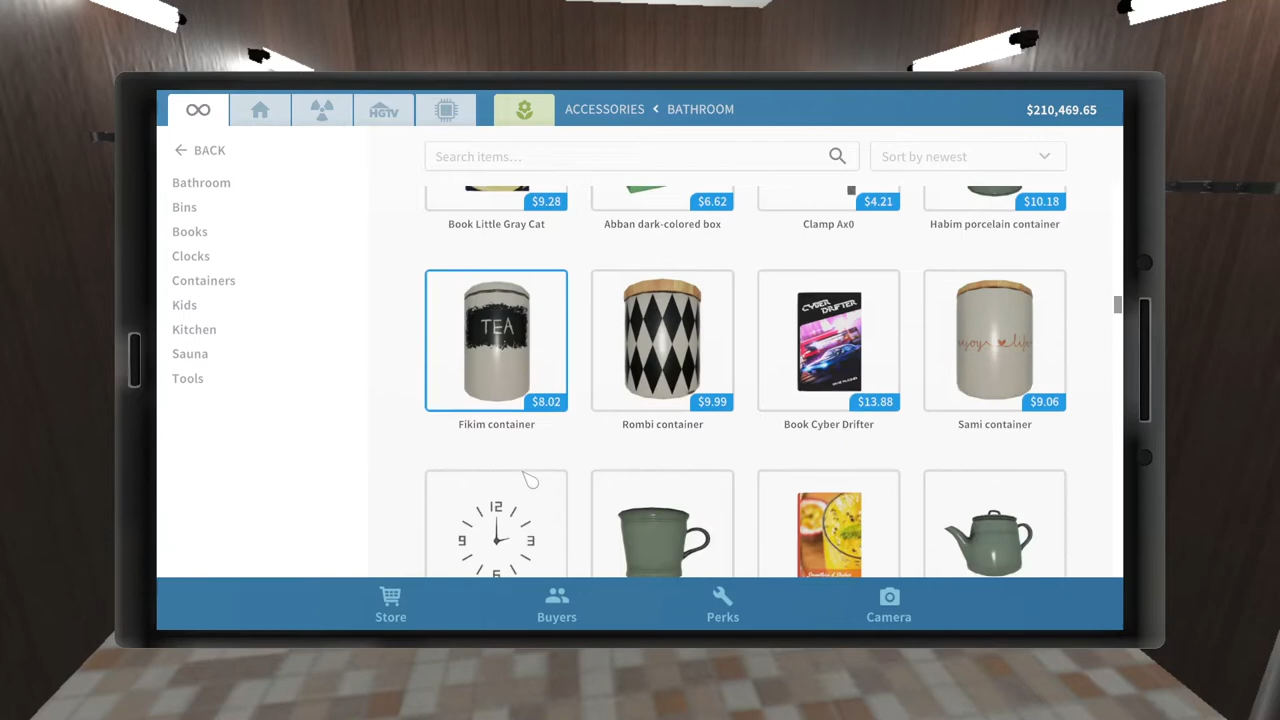 HGTV
ACCESSORIES < BATHROOM
$210,469.65
BACK
Search items...
Sort by newest
Bathroom
Bins
Books
Clocks
Containers
Kids
Kitchen
Sauna
Tools
$9.28
$6.62
$4.21
$10.18
Book Little Gray Cat
Abban dark-colored box
Clamp Ax0
Habim porcelain container
TEA
CYBER DRIFTER
enjoy life
$8.02
$9.99
$13.88
$9.06
Fikim container
Rombi container
Book Cyber Drifter
Sami container
12
9
3
6
Store
Buyers
Perks
Camera